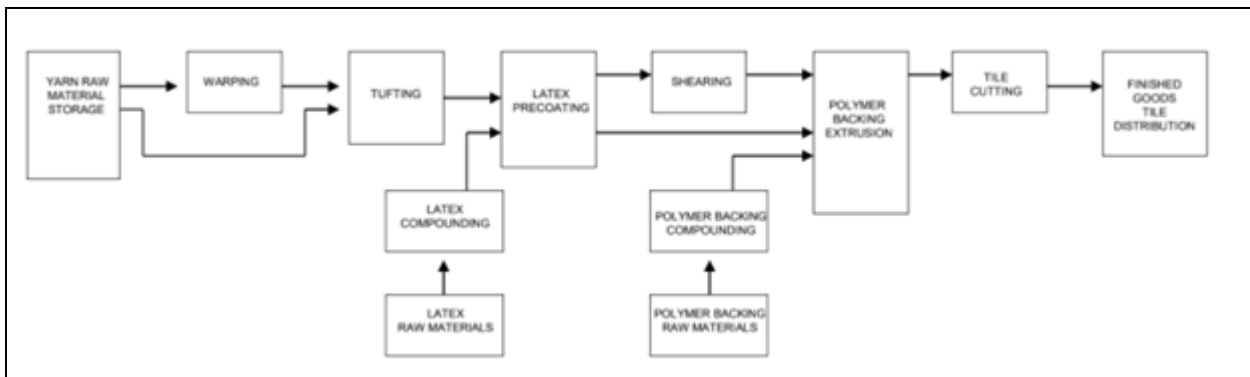 YARN RAW
MATERIAL
STORAGE
WARPING
TUFTING
LATEX
PRECOATING
SHEARING
POLYMER
BACKING
EXTRUSION
TILE
CUTTING
FINISHED
GOODS
TILE
DISTRIBUTION
LATEX
COMPOUNDING
POLYMER BACKING
COMPOUNDING
LATEX
RAW MATERIALS
POLYMER BACKING
RAW MATERIALS